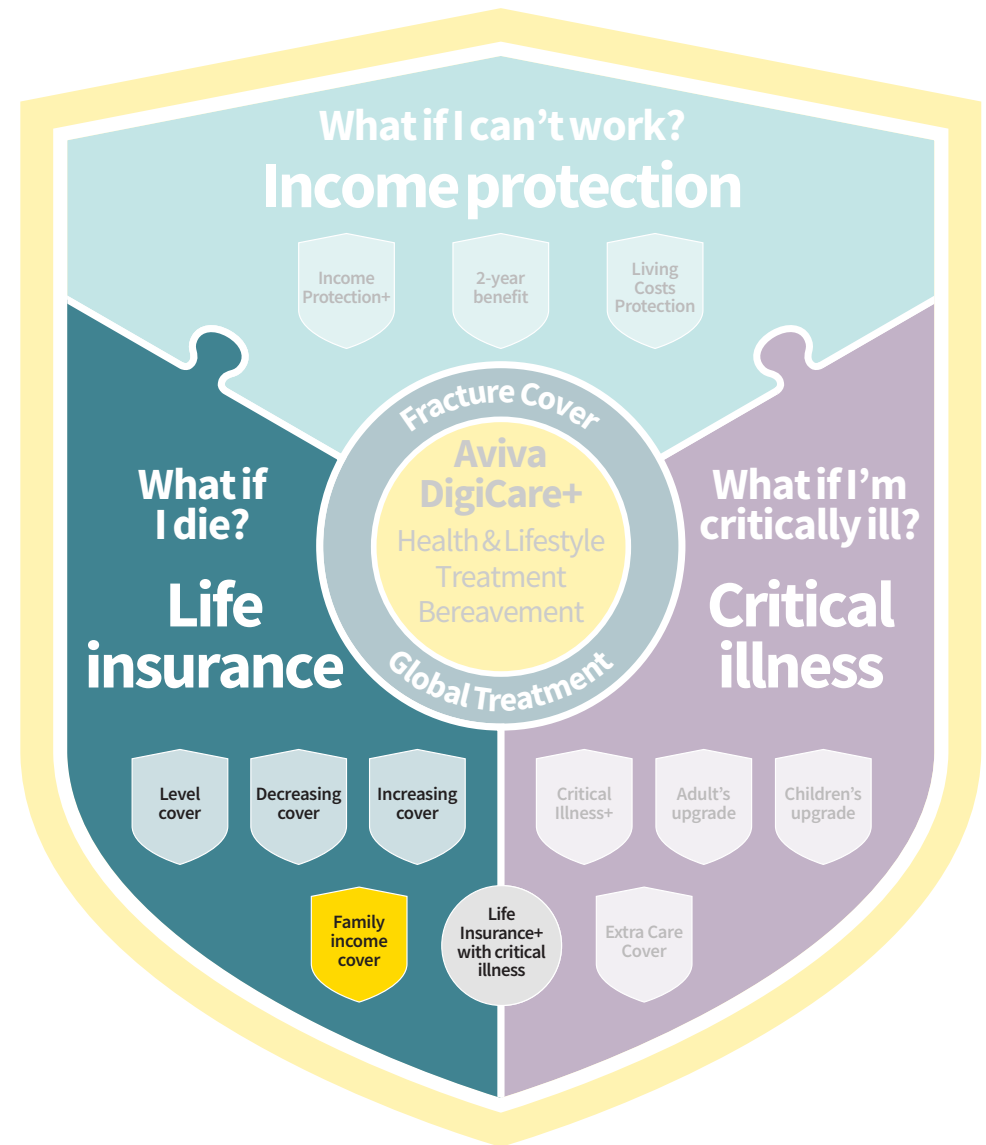 What if I can’t work?
Income protection
Income
Protection+
2-year
benefit
Living
Costs
Protection
Fracture Cover
Aviva
DigiCare+
Health & Lifestyle
Treatment
Bereavement
Global Treatment
What if
I die?
Life
insurance
What if I’m
critically ill?
Critical
illness
Level
cover
Decreasing
cover
Increasing
cover
Critical
Illness+
Adult’s
upgrade
Children’s
upgrade
Family
income
cover
Life
Insurance+
with critical
illness
Extra Care
Cover